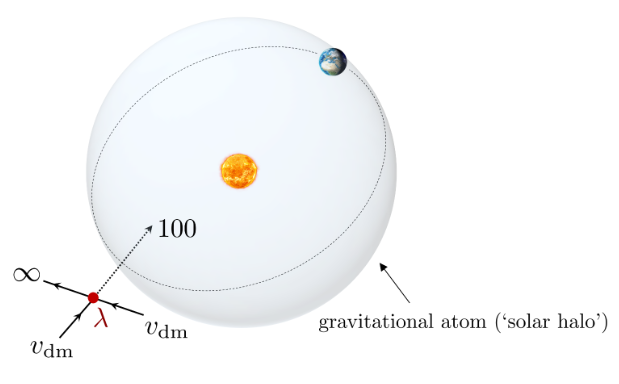 100
∞
λ
v_dm
v_dm
gravitational atom (‘solar halo’)